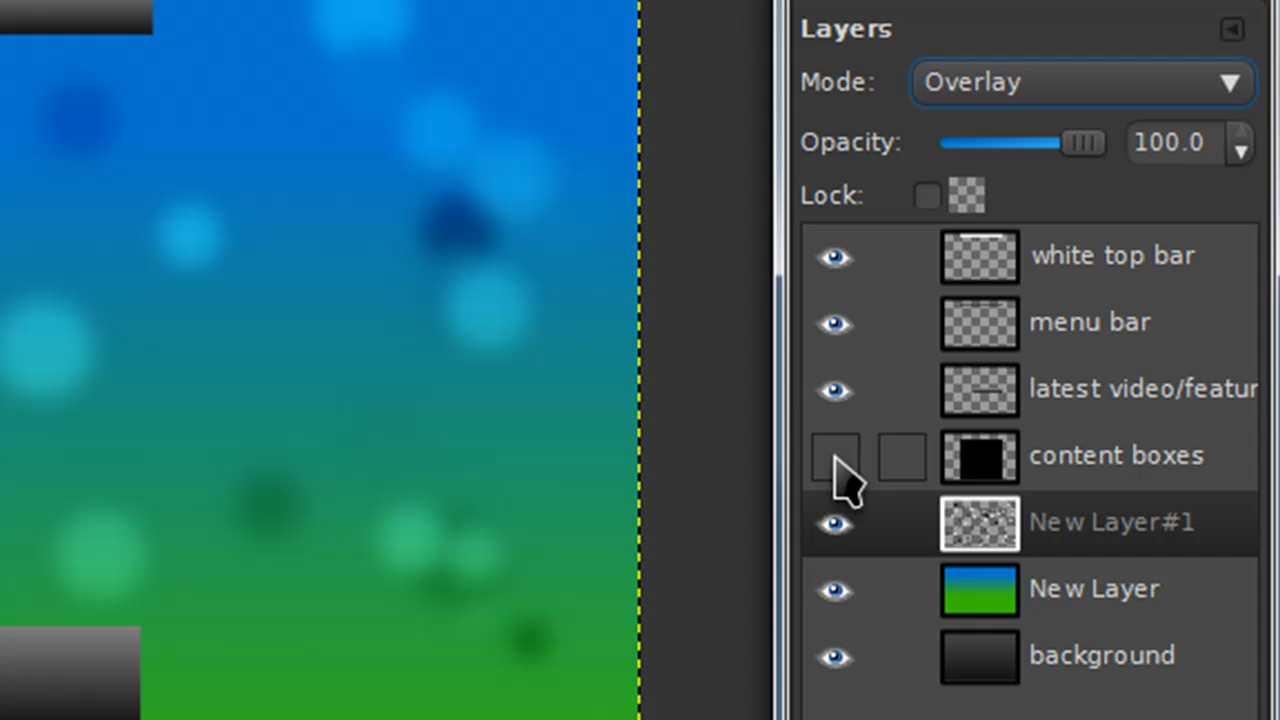 Layers
Mode: Overlay
Opacity: 100.0
Lock:
white top bar
menu bar
latest video/featur
content boxes
New Layer#1
New Layer
background